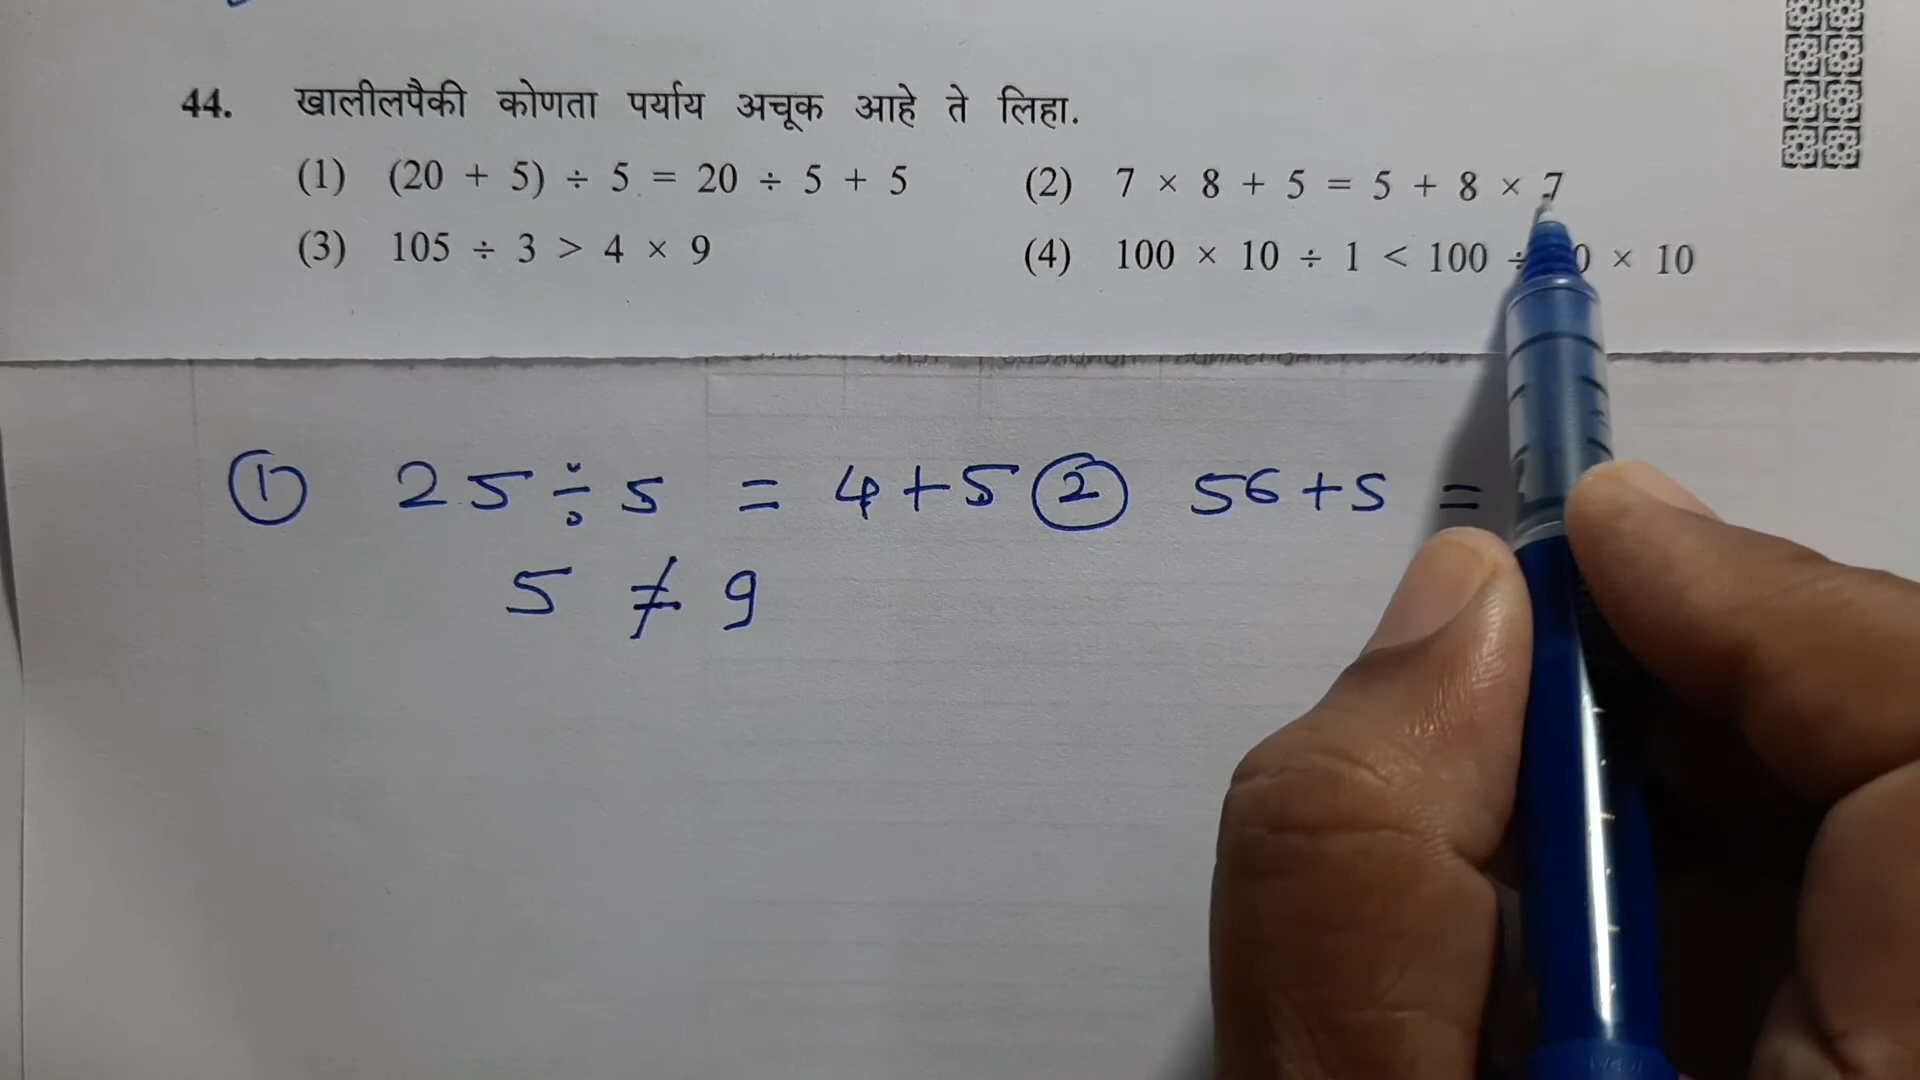 44. खालीलपैकी कोणता पर्याय अचूक आहे ते लिहा.
(1) (20 + 5) ÷ 5 = 20 ÷ 5 + 5 (2) 7 × 8 + 5 = 5 + 8 × 7
(3) 105 ÷ 3 > 4 × 9 (4) 100 × 10 ÷ 1 < 100 ÷ × 10
① 25 ÷ 5 = 4 + 5 ② 56 + 5 =
5 ≠ 9